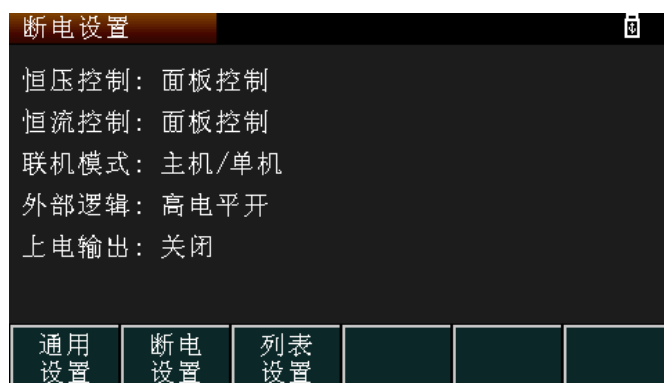 断电设置
恒压控制: 面板控制
恒流控制: 面板控制
联机模式: 主机/单机
外部逻辑: 高电平开
上电输出: 关闭
通用
设置
断电
设置
列表
设置